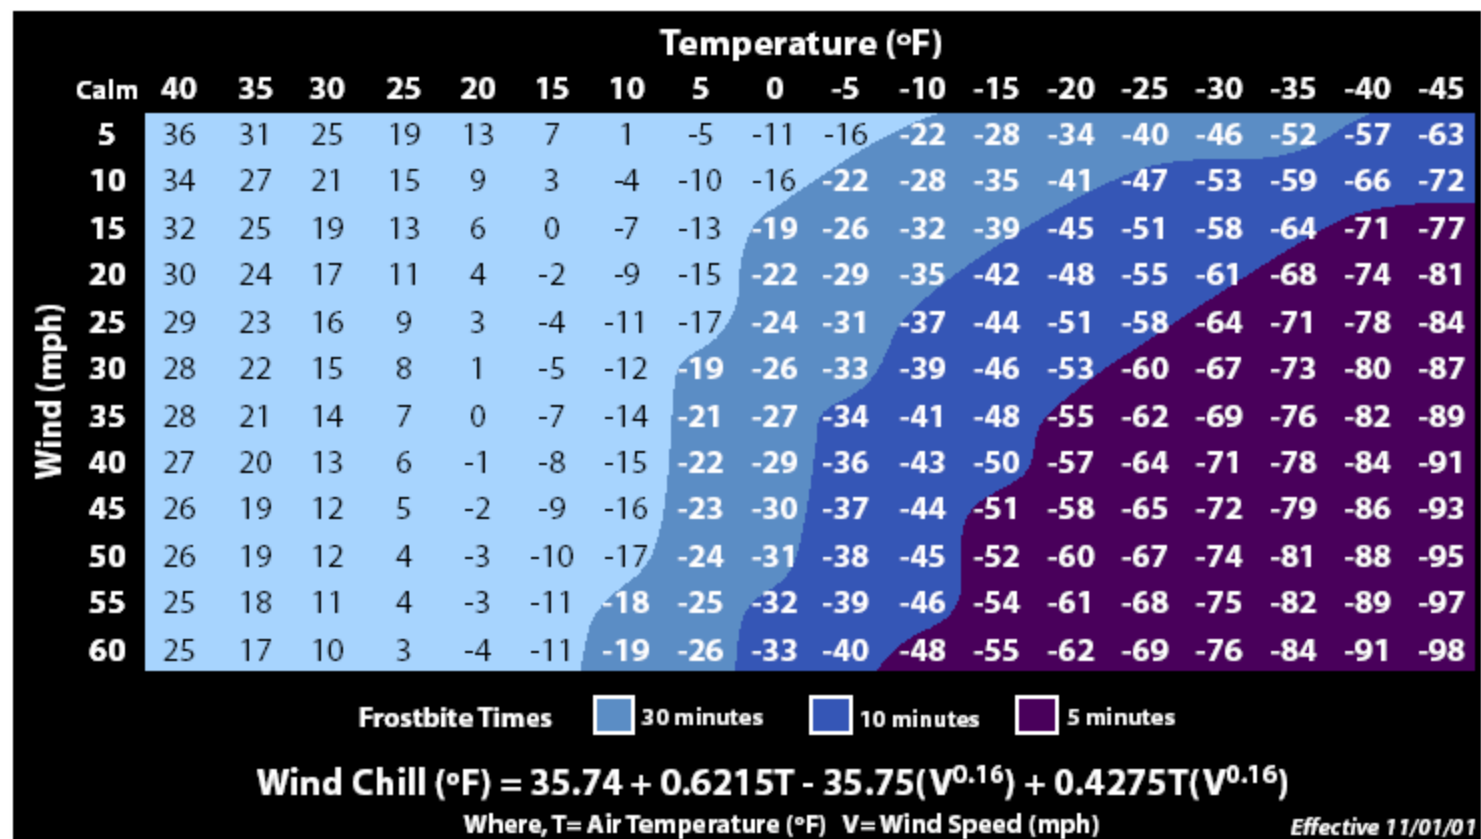 Temperature (°F)
Calm 40 35 30 25 20 15 10 5 0 -5 -10 -15 -20 -25 -30 -35 -40 -45
5 36 31 25 19 13 7 1 -5 -11 -16 -22 -28 -34 -40 -46 -52 -57 -63
10 34 27 21 15 9 3 -4 -10 -16 -22 -28 -35 -41 -47 -53 -59 -66 -72
15 32 25 19 13 6 0 -7 -13 -19 -26 -32 -39 -45 -51 -58 -64 -71 -77
20 30 24 17 11 4 -2 -9 -15 -22 -29 -35 -42 -48 -55 -61 -68 -74 -81
25 29 23 16 9 3 -4 -11 -17 -24 -31 -37 -44 -51 -58 -64 -71 -78 -84
30 28 22 15 8 1 -5 -12 -19 -26 -33 -39 -46 -53 -60 -67 -73 -80 -87
35 28 21 14 7 0 -7 -14 -21 -27 -34 -41 -48 -55 -62 -69 -76 -82 -89
40 27 20 13 6 -1 -8 -15 -22 -29 -36 -43 -50 -57 -64 -71 -78 -84 -91
45 26 19 12 5 -2 -9 -16 -23 -30 -37 -44 -51 -58 -65 -72 -79 -86 -93
50 26 19 12 4 -3 -10 -17 -24 -31 -38 -45 -52 -60 -67 -74 -81 -88 -95
55 25 18 11 4 -3 -11 -18 -25 -32 -39 -46 -54 -61 -68 -75 -82 -89 -97
60 25 17 10 3 -4 -11 -19 -26 -33 -40 -48 -55 -62 -69 -76 -84 -91 -98
Wind (mph)
Frostbite Times 30 minutes 10 minutes 5 minutes
Wind Chill (°F) = 35.74 + 0.6215T - 35.75(V^0.16) + 0.4275T(V^0.16)
Where, T= Air Temperature (°F) V= Wind Speed (mph) Effective 11/01/01